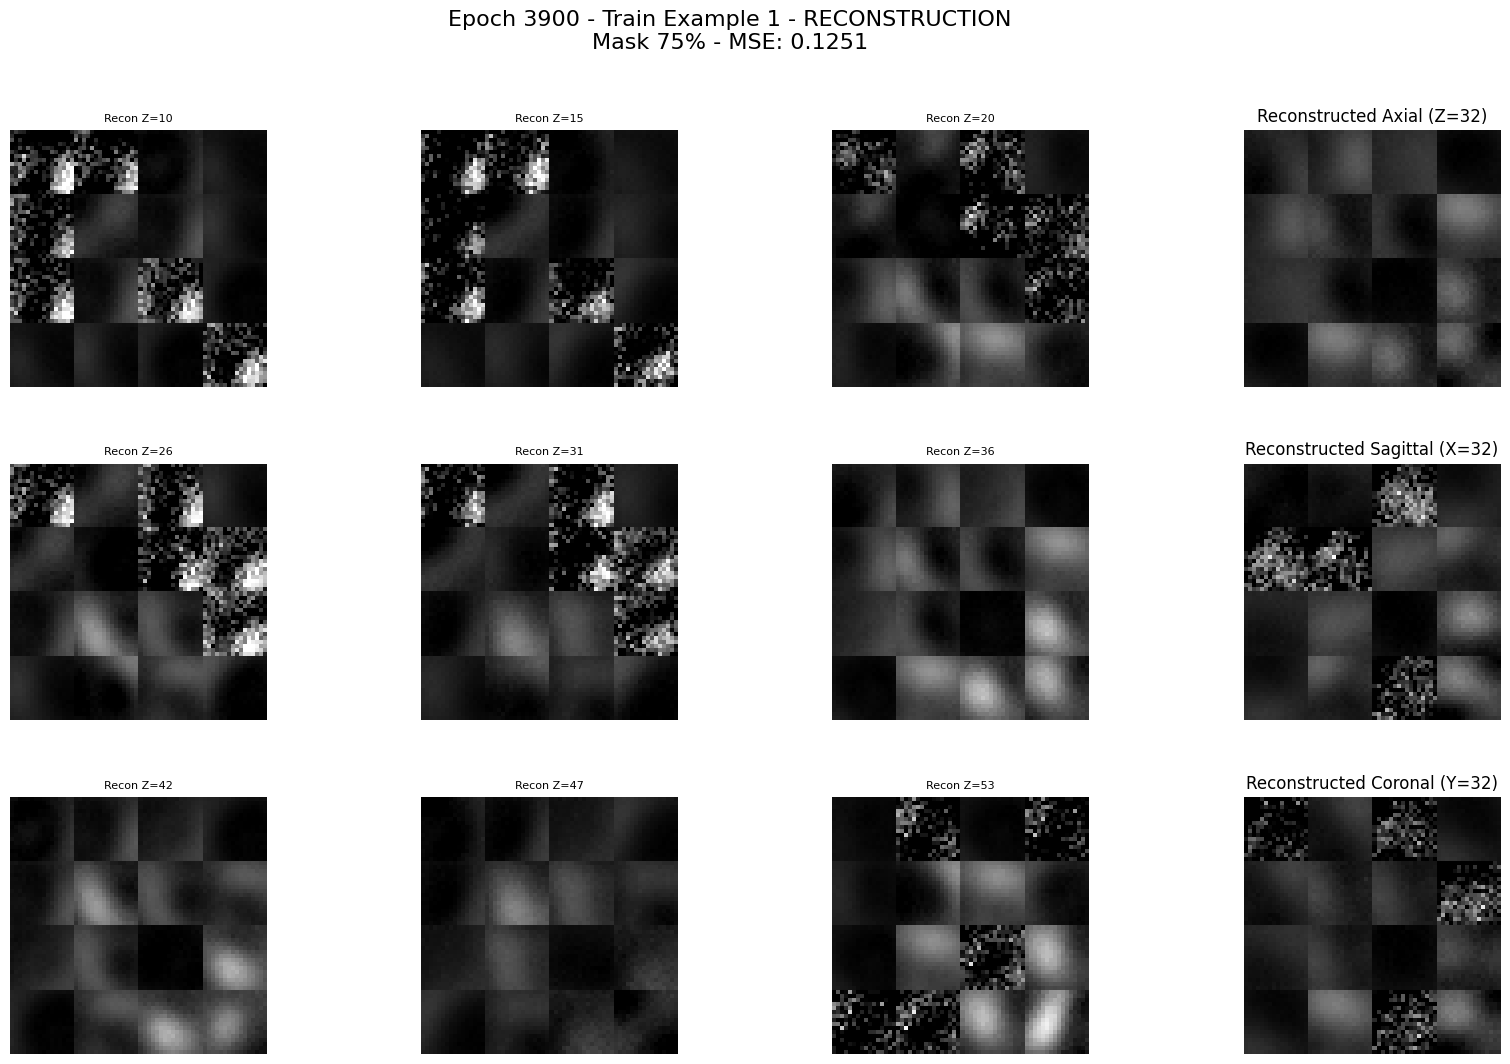 Epoch 3900 - Train Example 1 - RECONSTRUCTION
Mask 75% - MSE: 0.1251
Recon Z=10
Recon Z=15
Recon Z=20
Reconstructed Axial (Z=32)
Recon Z=26
Recon Z=31
Recon Z=36
Reconstructed Sagittal (X=32)
Recon Z=42
Recon Z=47
Recon Z=53
Reconstructed Coronal (Y=32)